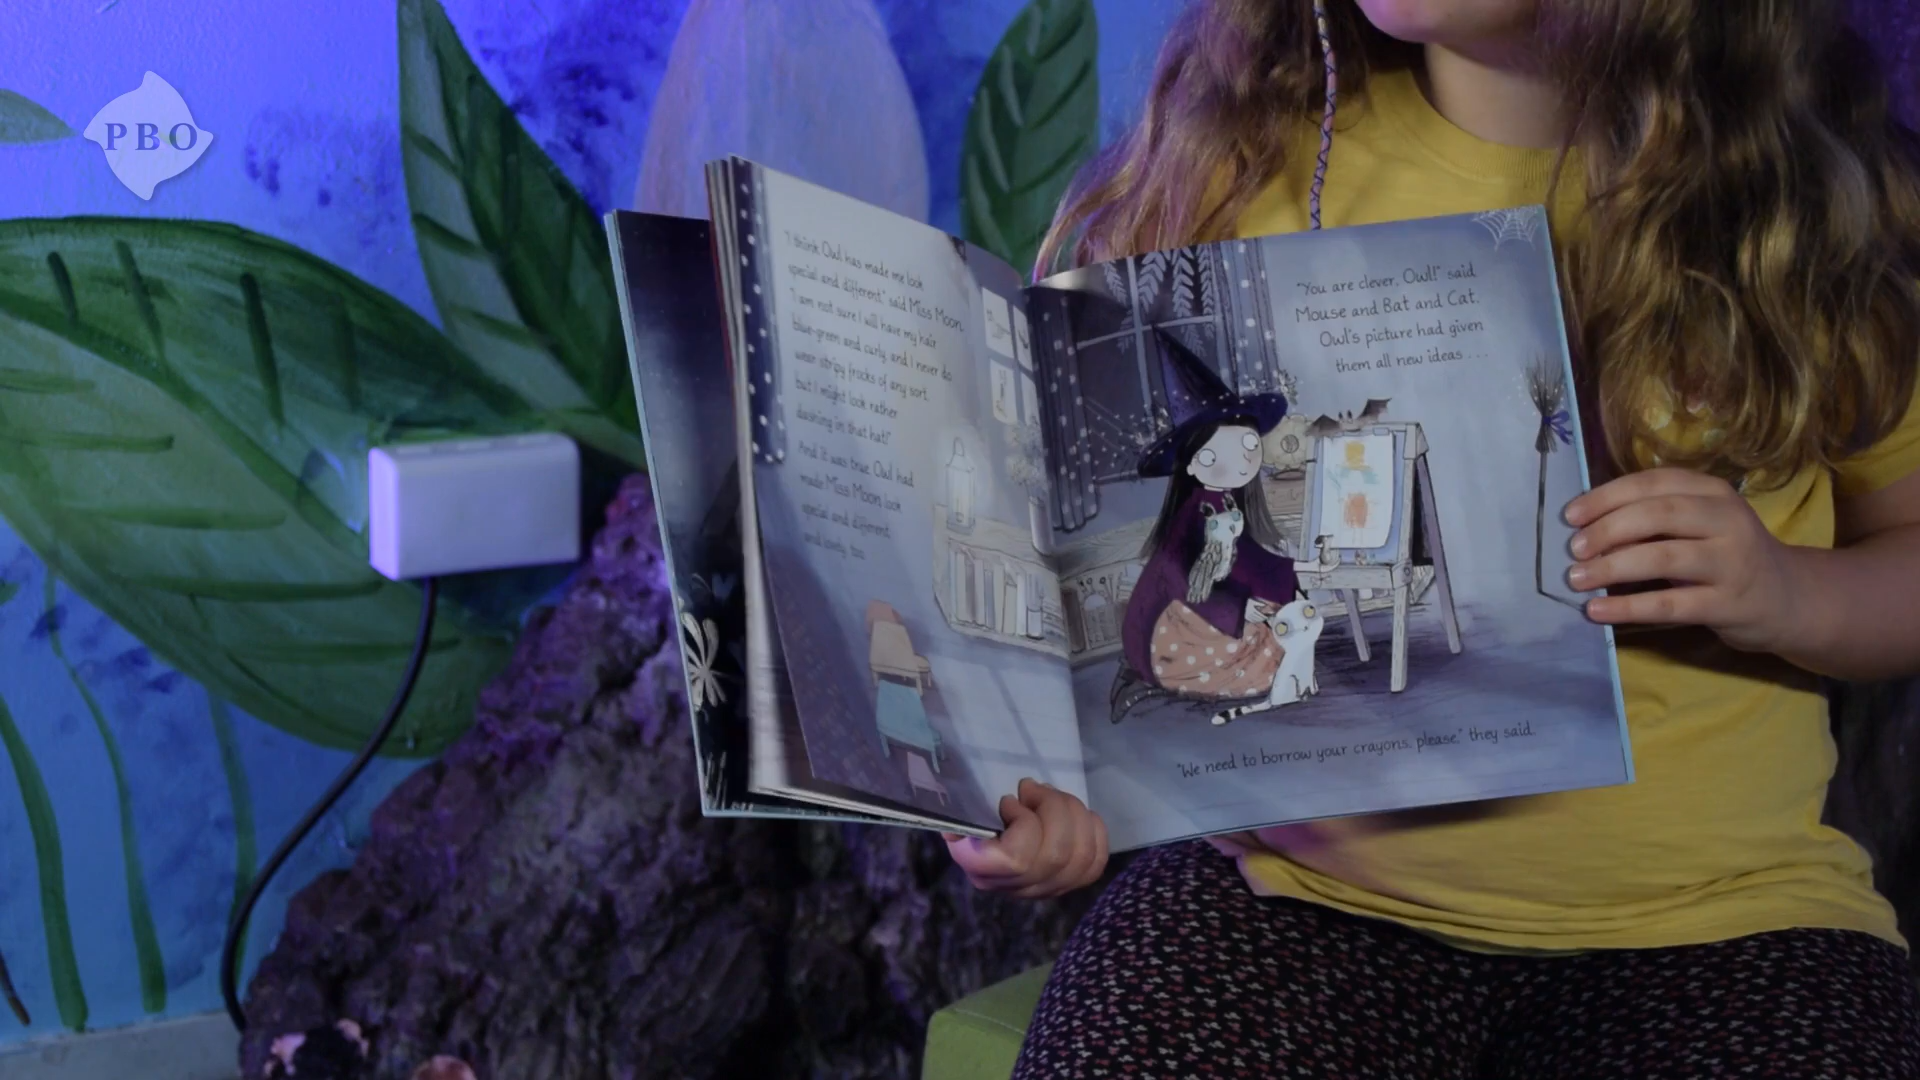 PBO
"I think Owl has made me look
special and different," said Miss Moon.
"I am not sure I will have my hair
blue-green and curly, and I never do
wear stripy frocks of any sort,
but I might look rather
dashing in that hat!"
And it was true. Owl had
made Miss Moon look
special and different
and lovely, too.
"You are clever, Owl!" said
Mouse and Bat and Cat.
Owl's picture had given
them all new ideas . . .
"We need to borrow your crayons, please," they said.